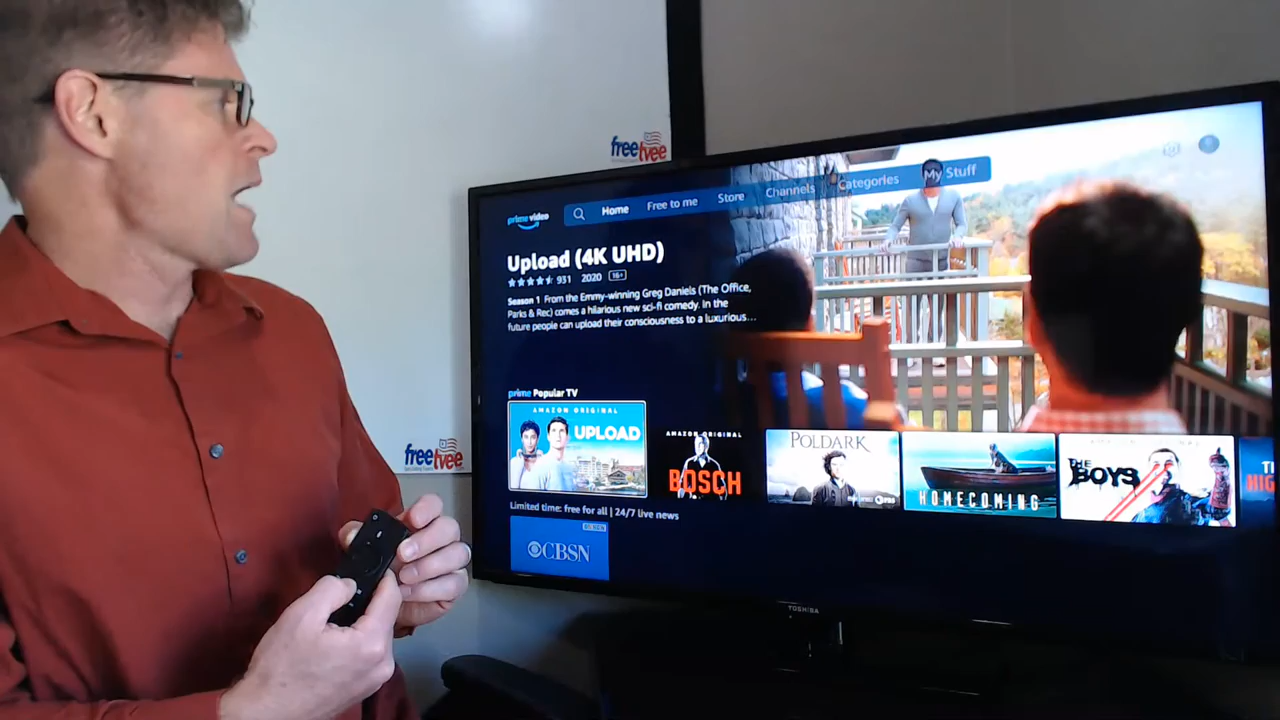 freetvee
prime video
Home
Free to me
Store
Channels
Categories
My Stuff
Upload (4K UHD)
931 2020 16+
Season 1 From the Emmy-winning Greg Daniels (The Office,
Parks & Rec) comes a hilarious new sci-fi comedy. In the
future people can upload their consciousness to a luxurious...
prime Popular TV
AMAZON ORIGINAL
UPLOAD
AMAZON ORIGINAL
BOSCH
POLDARK
PBS
HOMECOMING
THE
BOYS
freetvee
Limited time: free for all | 24/7 live news
CBSN
TOSHIBA